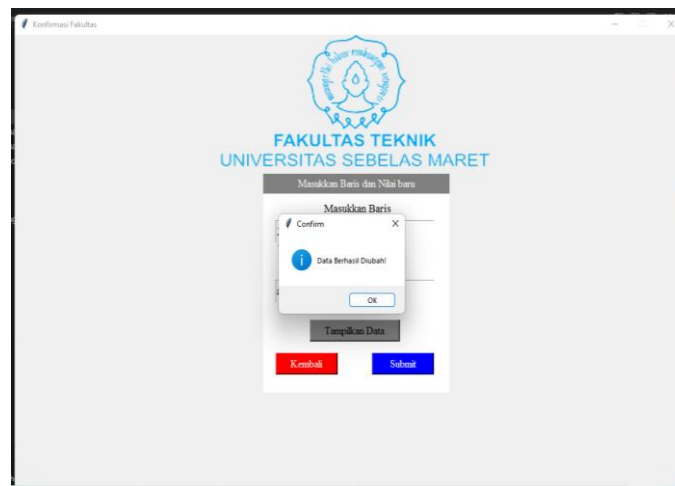 Konfirmasi Fakultas
FAKULTAS TEKNIK
UNIVERSITAS SEBELAS MARET
Masukkan Baris dan Nilai baru
Masukkan Baris
Confirm
Data Berhasil Diubah!
OK
Tampilkan Data
Kembali
Submit